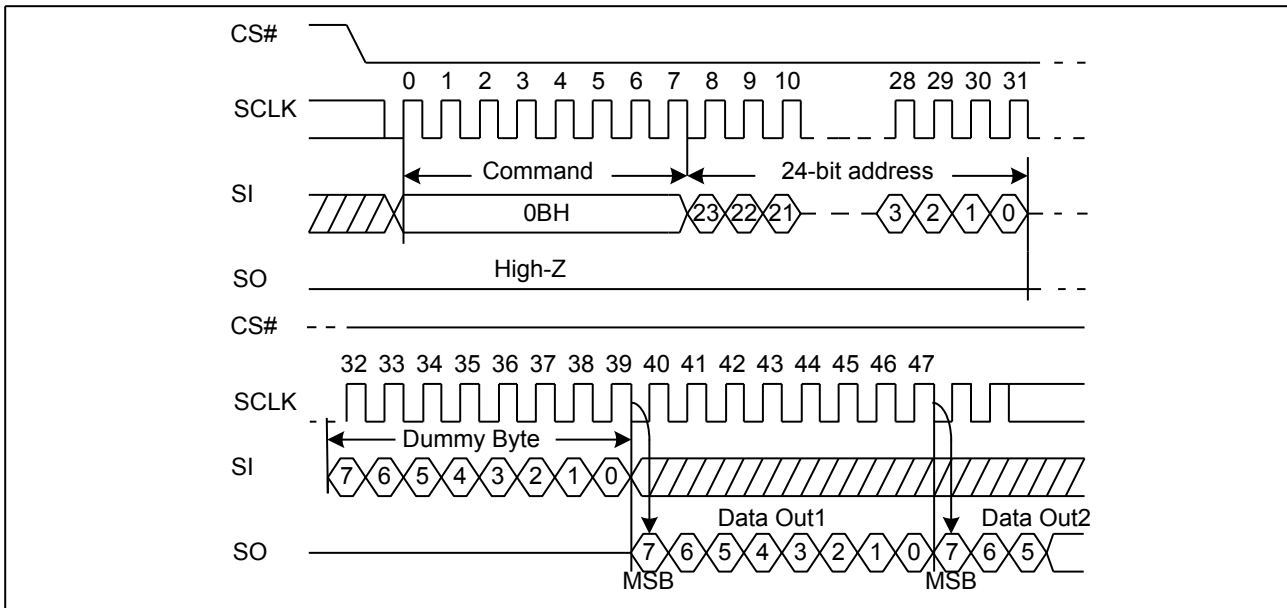 CS#
0 1 2 3 4 5 6 7 8 9 10 28 29 30 31
SCLK
Command 24-bit address
SI
0BH 23 22 21 3 2 1 0
High-Z
SO
CS#
32 33 34 35 36 37 38 39 40 41 42 43 44 45 46 47
SCLK
Dummy Byte
SI
7 6 5 4 3 2 1 0
Data Out1 Data Out2
SO 7 6 5 4 3 2 1 0 7 6 5
MSB MSB